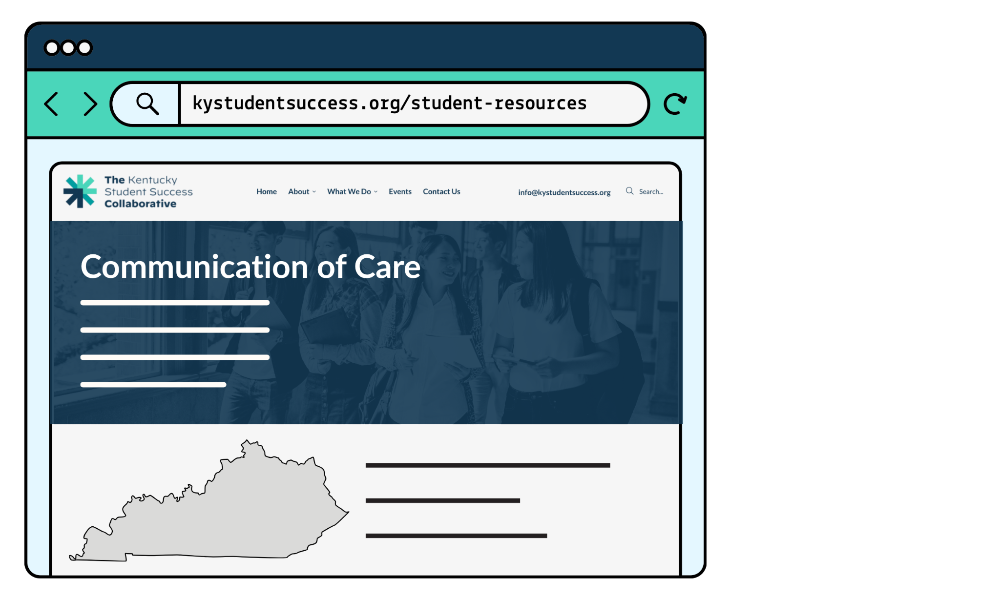 kystudentsuccess.org/student-resources
The Kentucky
Student Success
Collaborative
Home About What We Do Events Contact Us info@kystudentsuccess.org Search...
Communication of Care